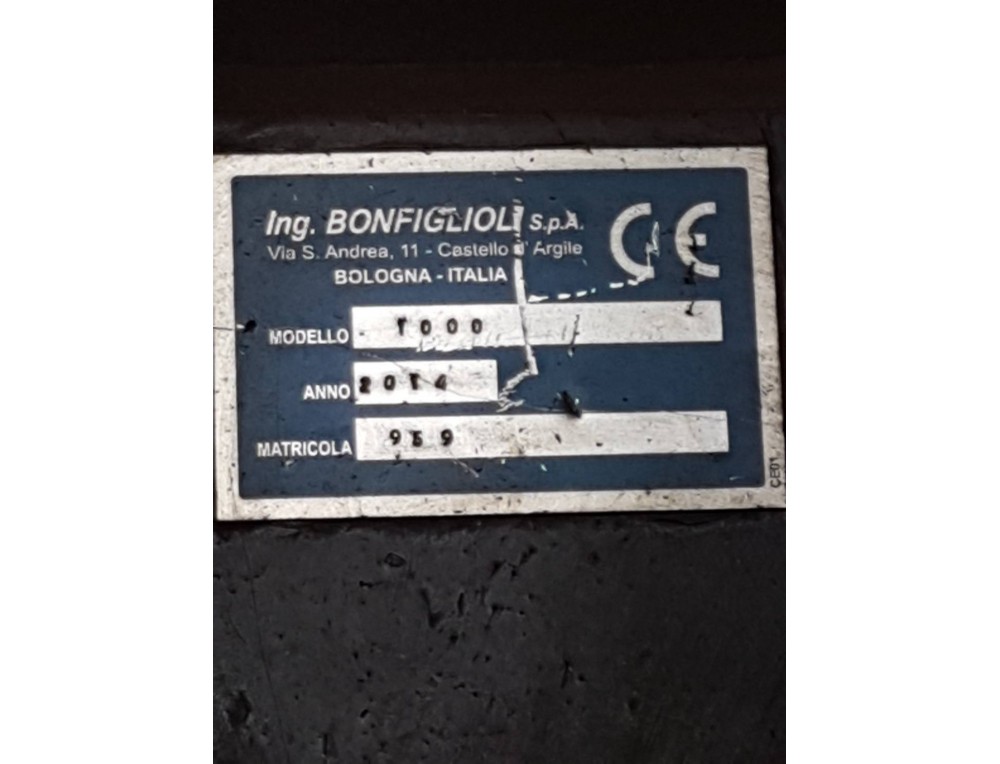 Ing. BONFIGLIOLI S.p.A.
Via S. Andrea, 11 - Castello d'Argile
BOLOGNA - ITALIA
CE
MODELLO 1000
ANNO 2014
MATRICOLA 959
CE01